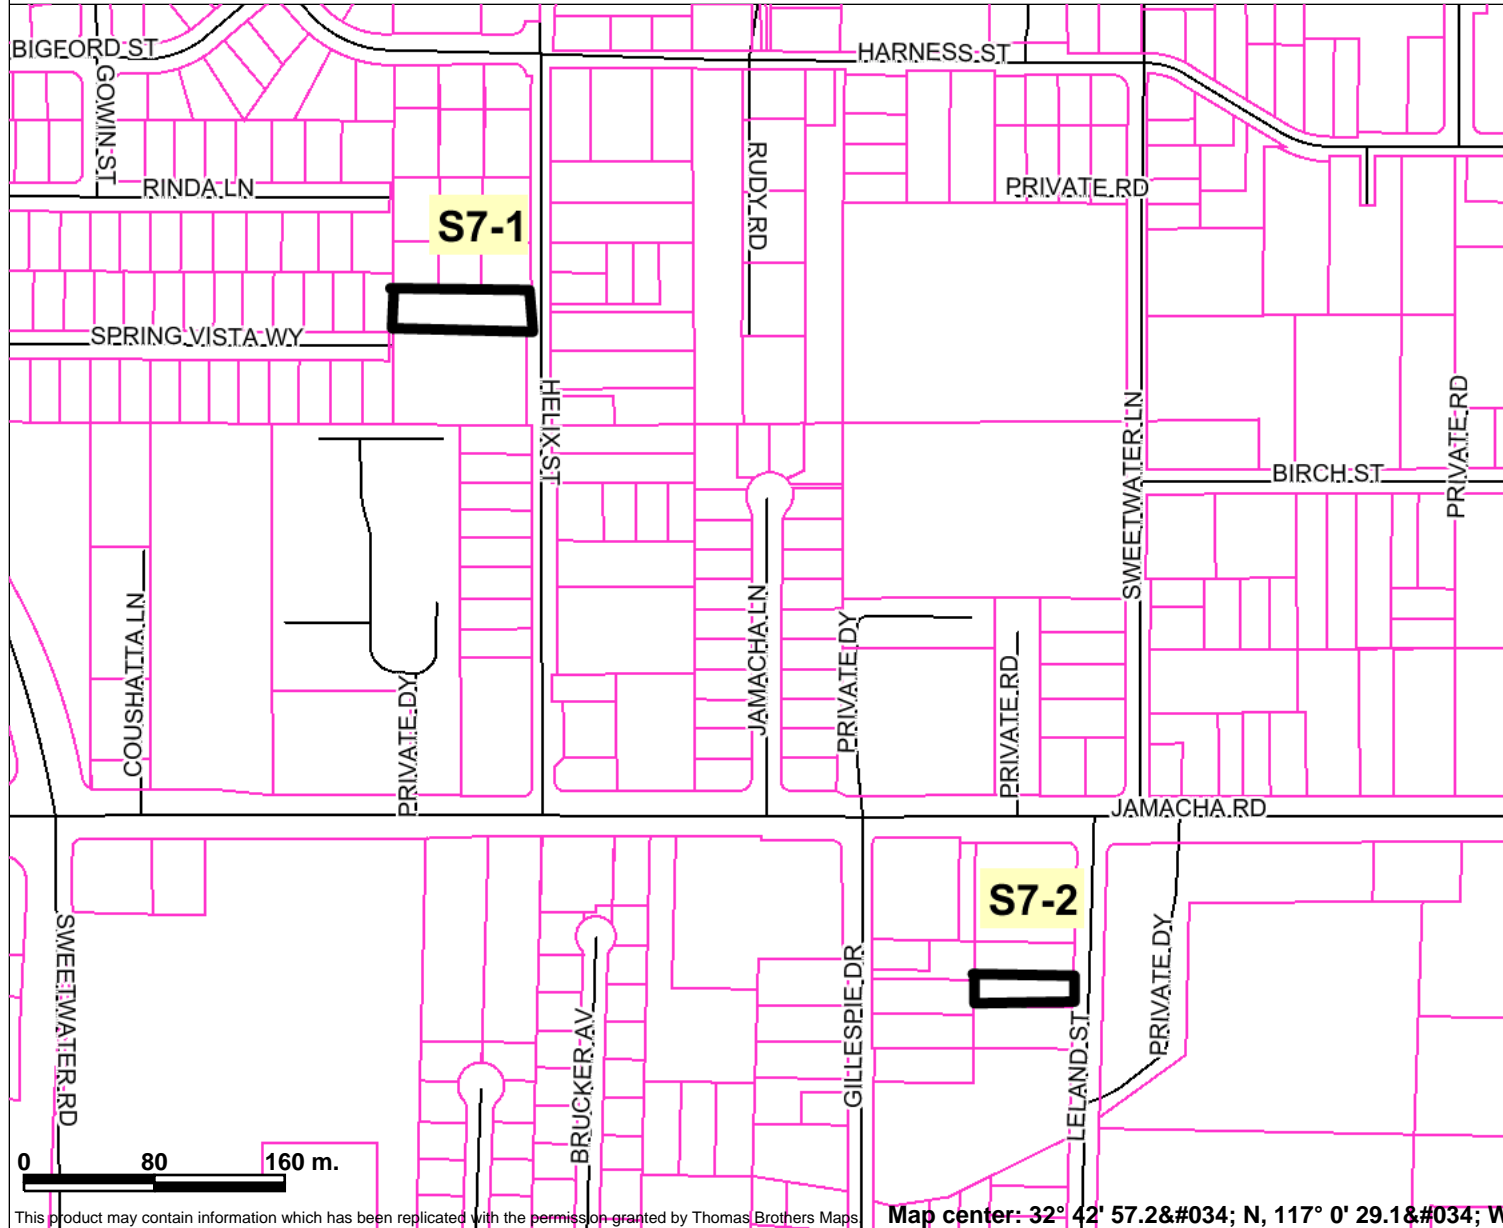 BIGFORD ST
HARNESS ST
GOWIN ST
RUDY RD
RINDA LN
PRIVATE RD
S7-1
SPRING VISTA WY
HELIX ST
SWEETWATER LN
PRIVATE RD
BIRCH ST
COUSHATTA LN
JAMACHA LN
PRIVATE DY
PRIVATE RD
PRIVATE DY
JAMACHA RD
S7-2
SWEETWATER RD
GILLESPIE DR
PRIVATE DY
BRUCKER AV
LELAND ST
0 80 160 m.
This product may contain information which has been replicated with the permission granted by Thomas Brothers Maps.
Map center: 32° 42' 57.2&#034; N, 117° 0' 29.1&#034; W